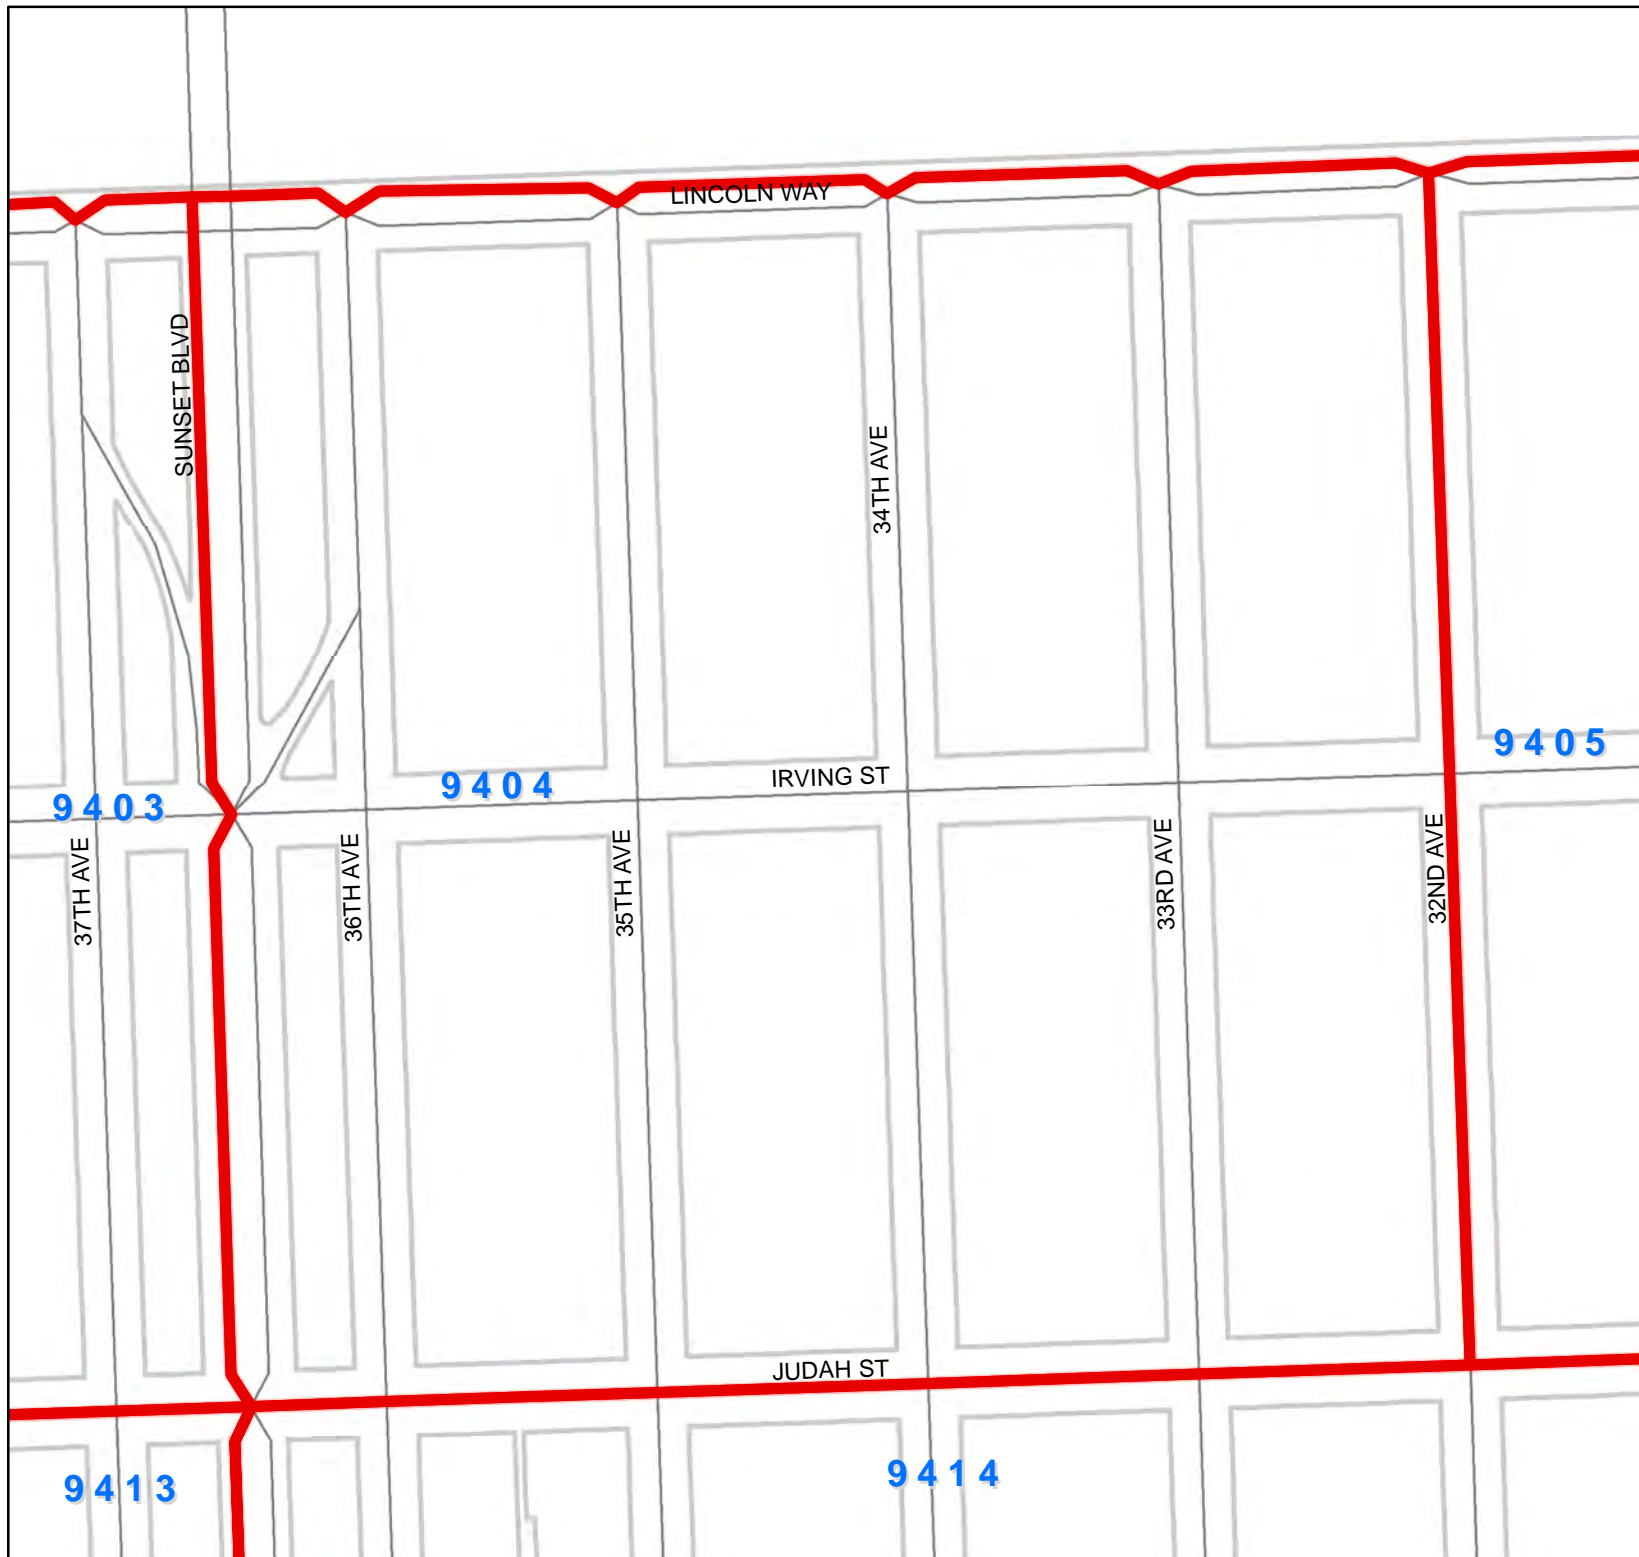 LINCOLN WAY
SUNSET BLVD
34TH AVE
9405
IRVING ST
9404
9403
37TH AVE
36TH AVE
35TH AVE
33RD AVE
32ND AVE
JUDAH ST
9413
9414